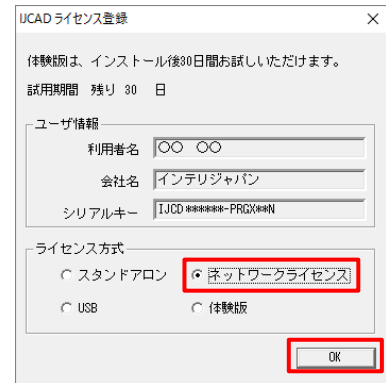 IJCAD ライセンス登録
体験版は、インストール後30日間お試しいただけます。
試用期間 残り 30 日
ユーザ情報
利用者名 〇〇 〇〇
会社名 インテリジャパン
シリアルキー IJCD******-PRGX**N
ライセンス方式
スタンドアロン ネットワークライセンス
USB 体験版
OK